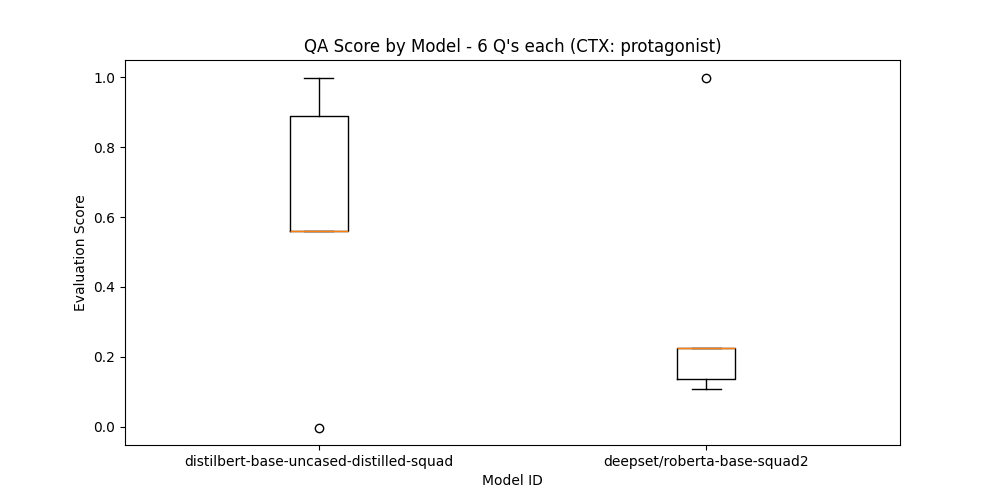 QA Score by Model - 6 Q's each (CTX: protagonist)
1.0
0.8
0.6
0.4
0.2
0.0
Evaluation Score
distilbert-base-uncased-distilled-squad
deepset/roberta-base-squad2
Model ID